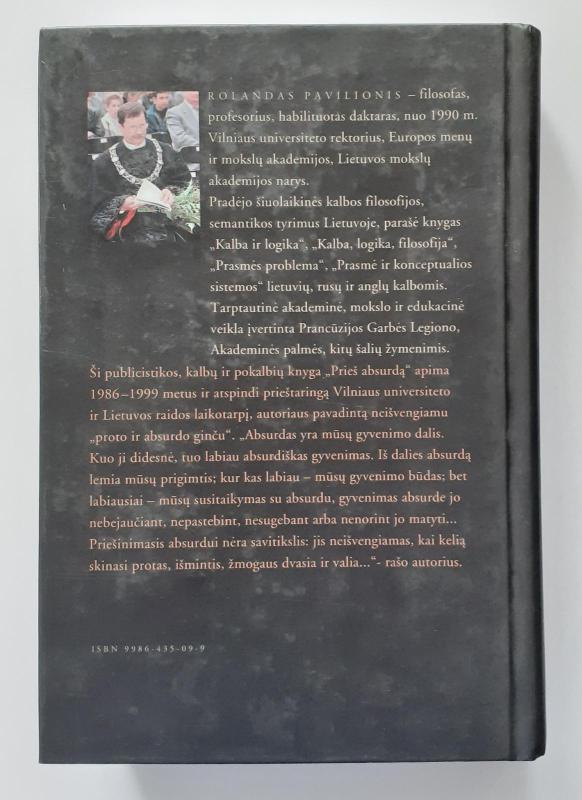 ROLANDAS PAVILIONIS – filosofas,
profesorius, habilituotas daktaras, nuo 1990 m.
Vilniaus universiteto rektorius, Europos menų
ir mokslų akademijos, Lietuvos mokslų
akademijos narys.
Pradėjo šiuolaikinės kalbos filosofijos,
semantikos tyrimus Lietuvoje, parašė knygas
„Kalba ir logika“, „Kalba, logika, filosofija“,
„Prasmės problema“, „Prasmė ir konceptualios
sistemos“ lietuvių, rusų ir anglų kalbomis.
Tarptautinė akademinė, mokslo ir edukacinė
veikla įvertinta Prancūzijos Garbės Legiono,
Akademinės palmės, kitų šalių žymenimis.
Ši publicistikos, kalbų ir pokalbių knyga „Prieš absurdą“ apima
1986–1999 metus ir atspindi prieštaringą Vilniaus universiteto
ir Lietuvos raidos laikotarpį, autoriaus pavadintą neišvengiamu
„proto ir absurdo ginču“. „Absurdas yra mūsų gyvenimo dalis.
Kuo ji didesnė, tuo labiau absurdiškas gyvenimas. Iš dalies absurdą
lemia mūsų prigimtis; kur kas labiau – mūsų gyvenimo būdas; bet
labiausiai – mūsų susitaikymas su absurdu, gyvenimas absurde jo
nebejaučiant, nepastebint, nesugebant arba nenorint jo matyti...
Priešinimasis absurdui nėra savitikslis: jis neišvengiamas, kai kelią
skinasi protas, išmintis, žmogaus dvasia ir valia...“- rašo autorius.
ISBN 9986-435-09-9